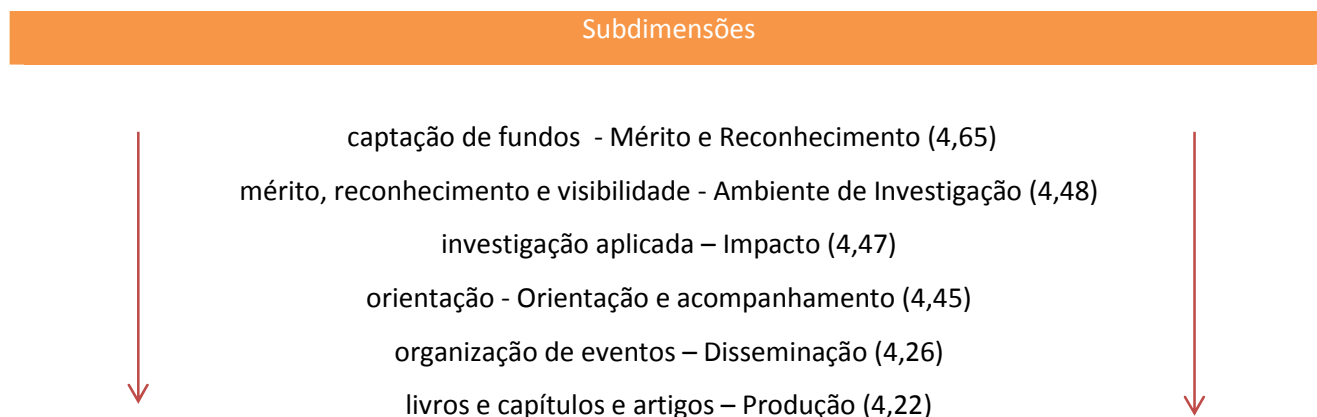 Subdimensões
captação de fundos - Mérito e Reconhecimento (4,65)
mérito, reconhecimento e visibilidade - Ambiente de Investigação (4,48)
investigação aplicada – Impacto (4,47)
orientação - Orientação e acompanhamento (4,45)
organização de eventos – Disseminação (4,26)
livros e capítulos e artigos – Produção (4,22)